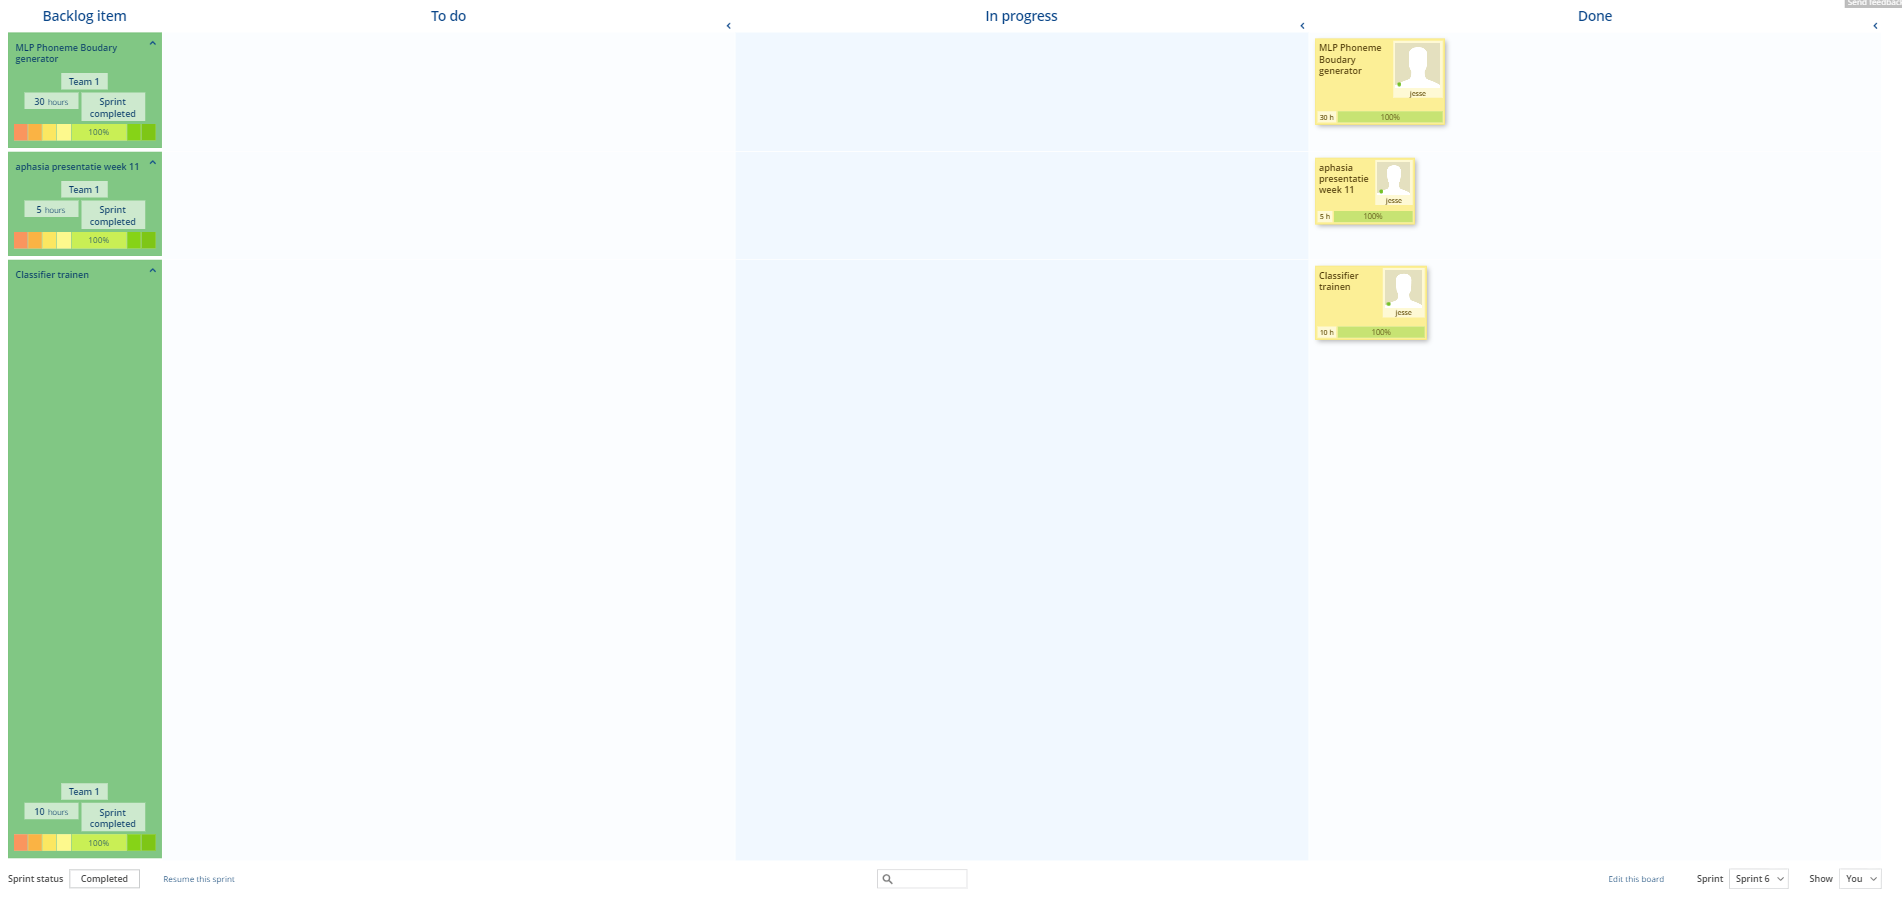 Send feedback
Backlog item
To do
In progress
Done
MLP Phoneme Boudary
generator
Team 1
30 hours
Sprint
completed
100%
MLP Phoneme
Boudary
generator
jesse
30 h
100%
aphasia presentatie week 11
Team 1
5 hours
Sprint
completed
100%
aphasia
presentatie
week 11
jesse
5 h
100%
Classifier trainen
Team 1
10 hours
Sprint
completed
100%
Classifier
trainen
jesse
10 h
100%
Sprint status
Completed
Resume this sprint
Edit this board
Sprint
Sprint 6
Show
You